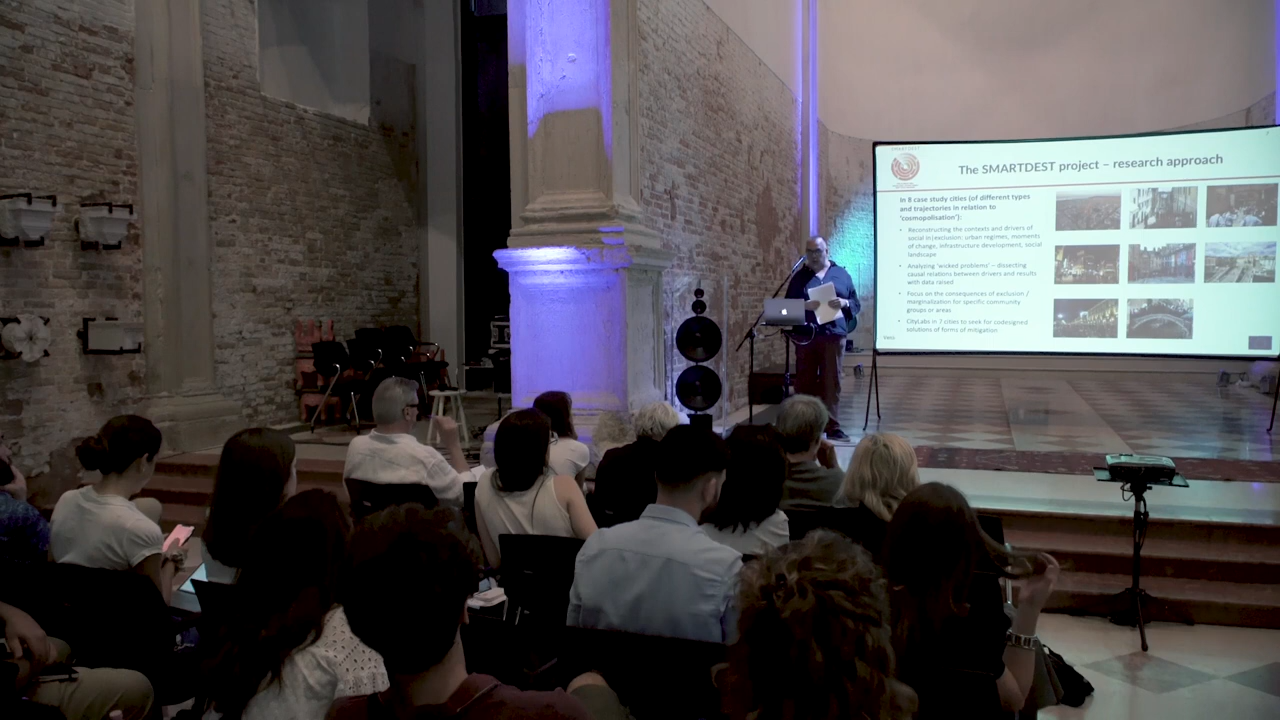 SMARTDEST
The SMARTDEST project – research approach
In 8 case study cities (of different types
and trajectories in relation to
'cosmopolisation'):
• Reconstructing the contexts and drivers of
social in|exclusion: urban regimes, moments
of change, infrastructure development, social
landscape
• Analyzing 'wicked problems' – dissecting
causal relations between drivers and results
with data raised
• Focus on the consequences of exclusion /
marginalization for specific community
groups or areas
• CityLabs in 7 cities to seek for codesigned
solutions of forms of mitigation